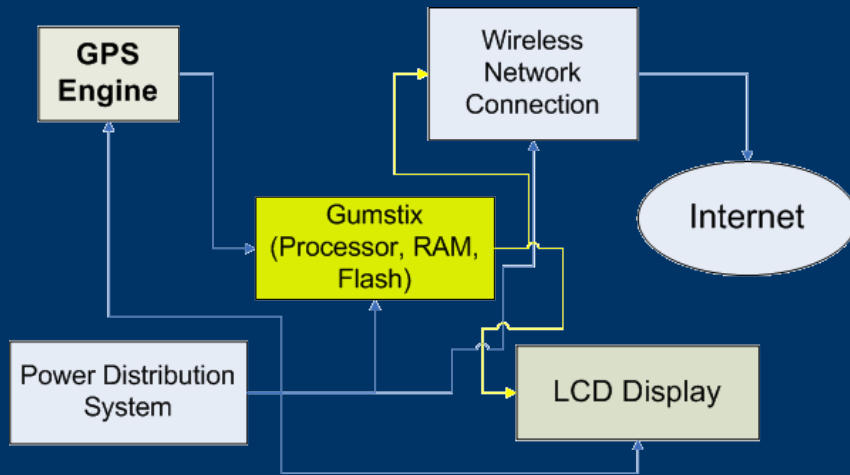 GPS
Engine
Wireless
Network
Connection
Gumstix
(Processor, RAM,
Flash)
Internet
Power Distribution
System
LCD Display